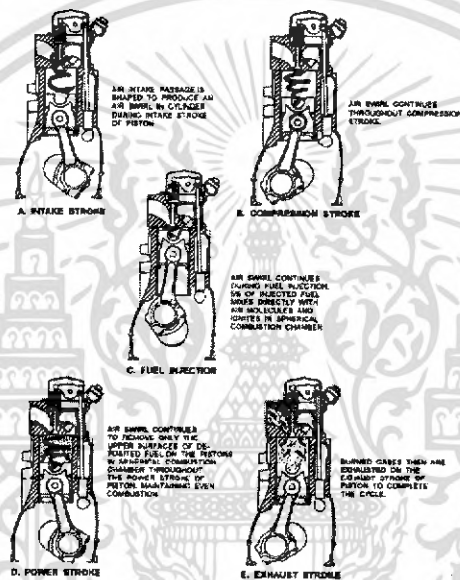 AIR INTAKE PASSAGE IS
SHAPED TO PRODUCE AN
AIR SWIRL IN CYLINDER
DURING INTAKE STROKE
OF PISTON
A. INTAKE STROKE
AIR SWIRL CONTINUES
THROUGHOUT COMPRESSION
STROKE.
B. COMPRESSION STROKE
AIR SWIRL CONTINUES
DURING FUEL INJECTION.
5% OF INJECTED FUEL
MIXES DIRECTLY WITH
AIR MOLECULES AND
IGNITES IN SPHERICAL
COMBUSTION CHAMBER
C. FUEL INJECTION
AIR SWIRL CONTINUES
TO REMOVE ONLY THE
UPPER SURFACES OF DE-
POSITED FUEL ON THE PISTONS
IN SPHERICAL COMBUSTION
CHAMBER THROUGHOUT
THE POWER STROKE OF
PISTON, MAINTAINING EVEN
COMBUSTION
D. POWER STROKE
BURNED GASES THEN ARE
EXHAUSTED ON THE
EXHAUST STROKE OF
PISTON TO COMPLETE
THE CYCLE.
E. EXHAUST STROKE